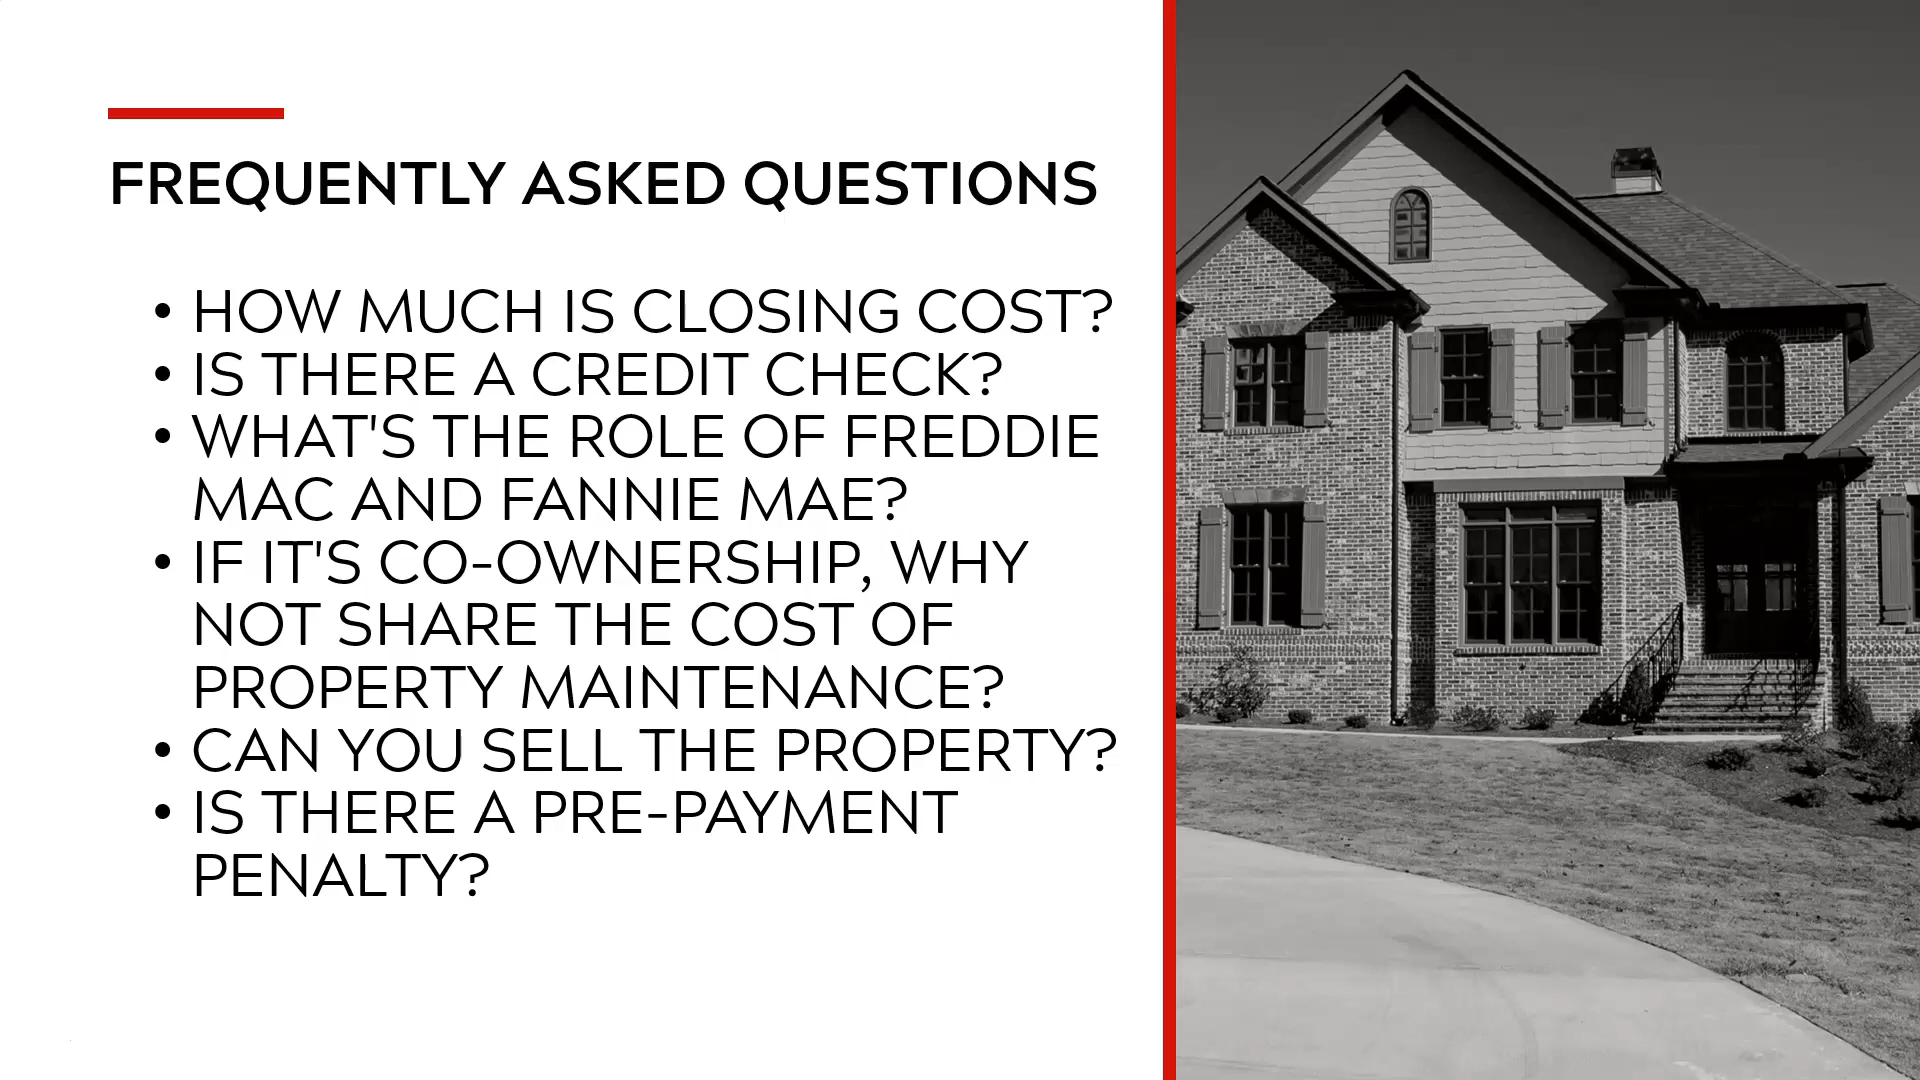 FREQUENTLY ASKED QUESTIONS
• HOW MUCH IS CLOSING COST?
• IS THERE A CREDIT CHECK?
• WHAT'S THE ROLE OF FREDDIE
MAC AND FANNIE MAE?
• IF IT'S CO-OWNERSHIP, WHY
NOT SHARE THE COST OF
PROPERTY MAINTENANCE?
• CAN YOU SELL THE PROPERTY?
• IS THERE A PRE-PAYMENT
PENALTY?